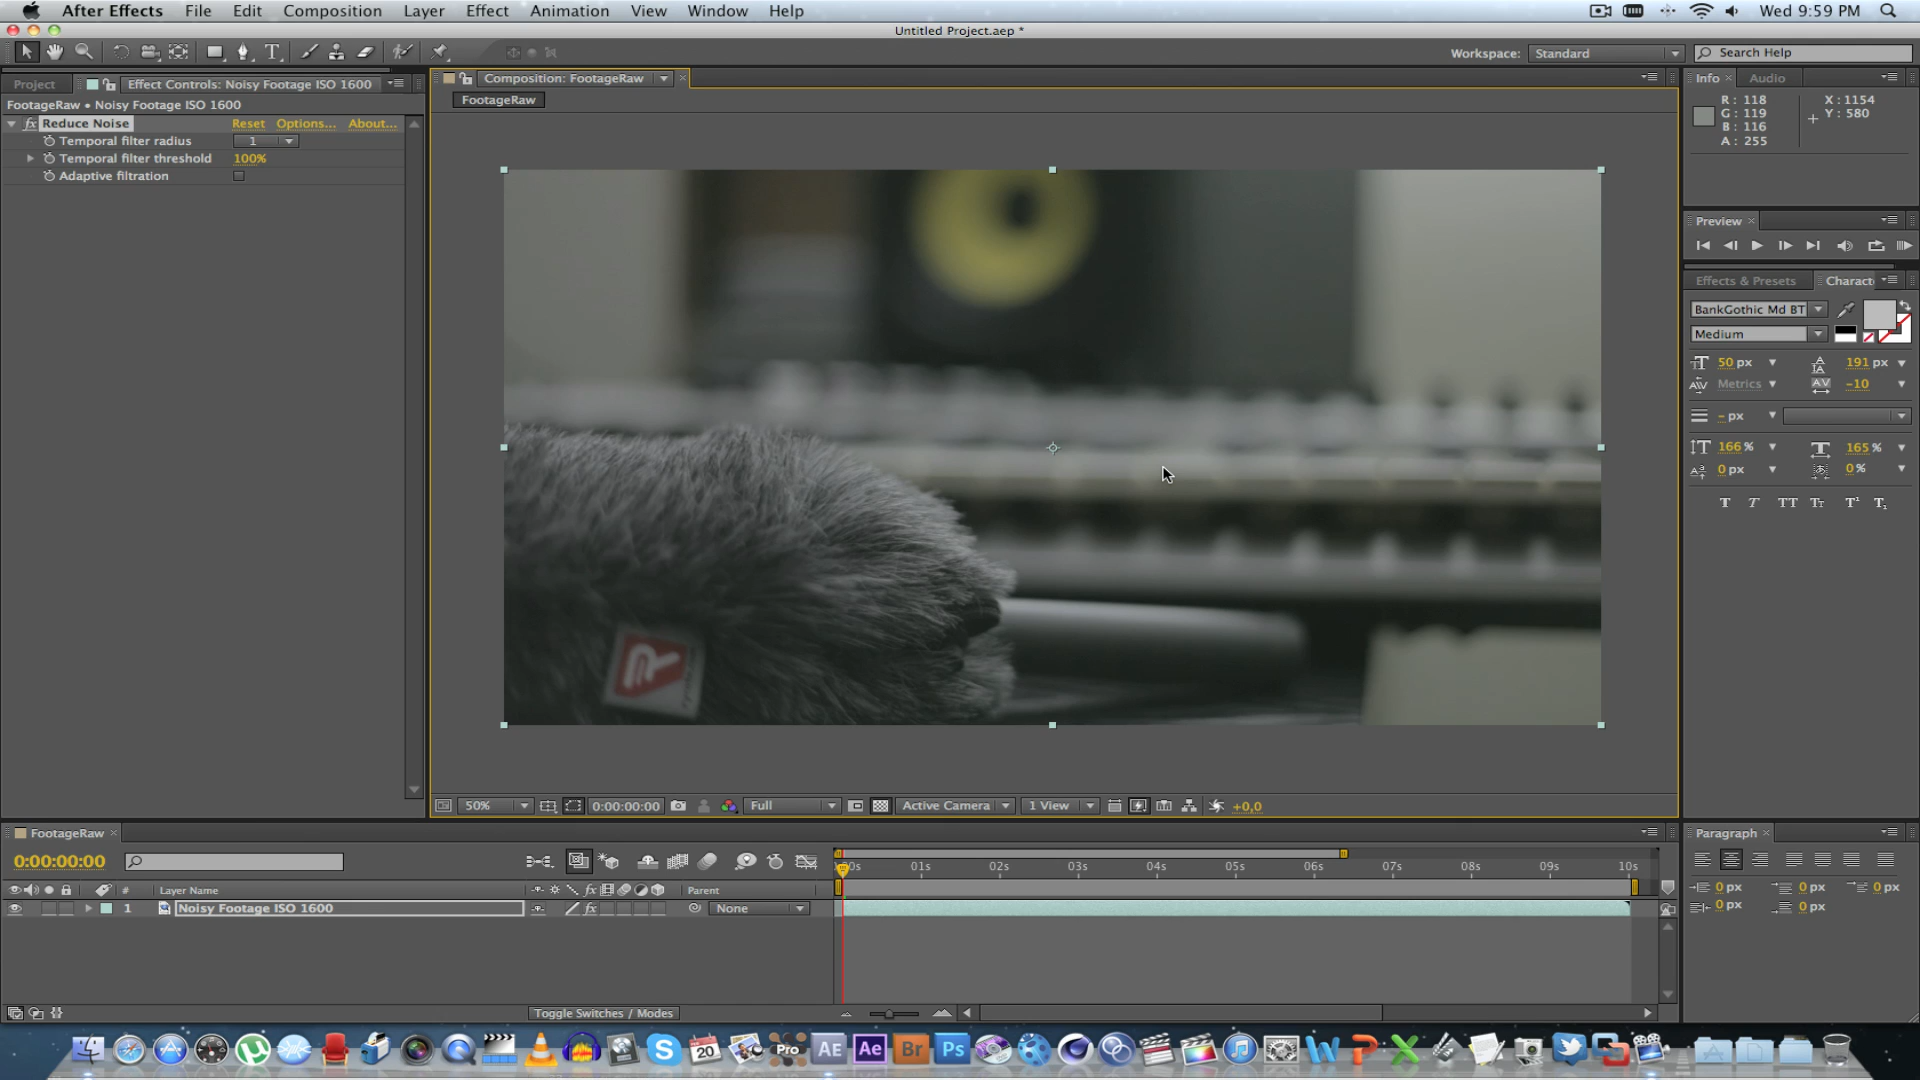 After Effects File Edit Composition Layer Effect Animation View Window Help Wed 9:59 PM
Untitled Project.aep *
Workspace: Standard Search Help
Project Effect Controls: Noisy Footage ISO 1600
FootageRaw • Noisy Footage ISO 1600
fx Reduce Noise Reset Options... About...
Temporal filter radius 1
Temporal filter threshold 100%
Adaptive filtration
Composition: FootageRaw
FootageRaw
Info Audio
R: 118 X: 1154
G: 119 Y: 580
B: 116
A: 255
Preview
Effects & Presets Charact
BankGothic Md BT
Medium
50 px 191 px
Metrics -10
- px
166 % 165 %
0 px 0 %
T T TT Tr T¹ T₁
50% 0:00:00:00 Full Active Camera 1 View +0,0
FootageRaw
0:00:00:00
01s 02s 03s 04s 05s 06s 07s 08s 09s 10s
# Layer Name fx Parent
1 Noisy Footage ISO 1600 fx None
Toggle Switches / Modes
Paragraph
0 px 0 px 0 px
0 px 0 px
20 Pro AE Ae Br Ps